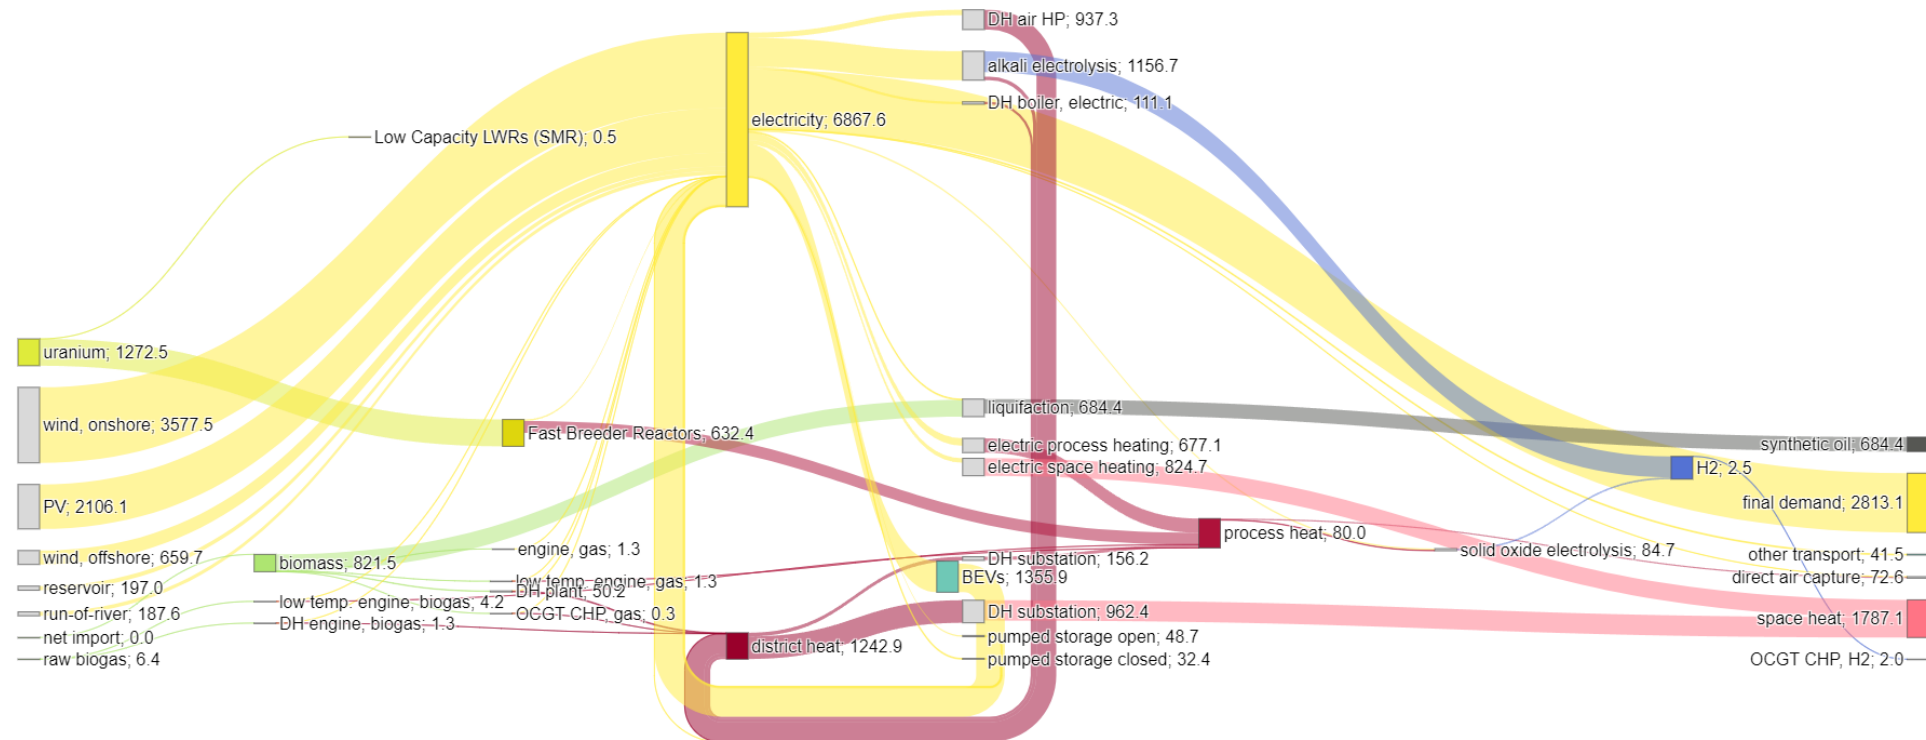 DH air HP; 937.3
alkali electrolysis; 1156.7
DH boiler, electric; 111.1
electricity; 6867.6
Low Capacity LWRs (SMR); 0.5
uranium; 1272.5
wind, onshore; 3577.5
PV; 2106.1
wind, offshore; 659.7
reservoir; 197.0
run-of-river; 187.6
net import; 0.0
raw biogas; 6.4
biomass; 821.5
low temp. engine, biogas; 4.2
DH engine, biogas; 1.3
Fast Breeder Reactors; 632.4
engine, gas; 1.3
low temp. engine, gas; 1.3
DH plant; 50.2
OCGT CHP, gas; 0.3
district heat; 1242.9
liquifaction; 684.4
electric process heating; 677.1
electric space heating; 824.7
DH substation; 156.2
BEVs; 1355.9
DH substation; 962.4
pumped storage open; 48.7
pumped storage closed; 32.4
process heat; 80.0
solid oxide electrolysis; 84.7
H2; 2.5
synthetic oil; 684.4
final demand; 2813.1
other transport; 41.5
direct air capture; 72.6
space heat; 1787.1
OCGT CHP, H2; 2.0